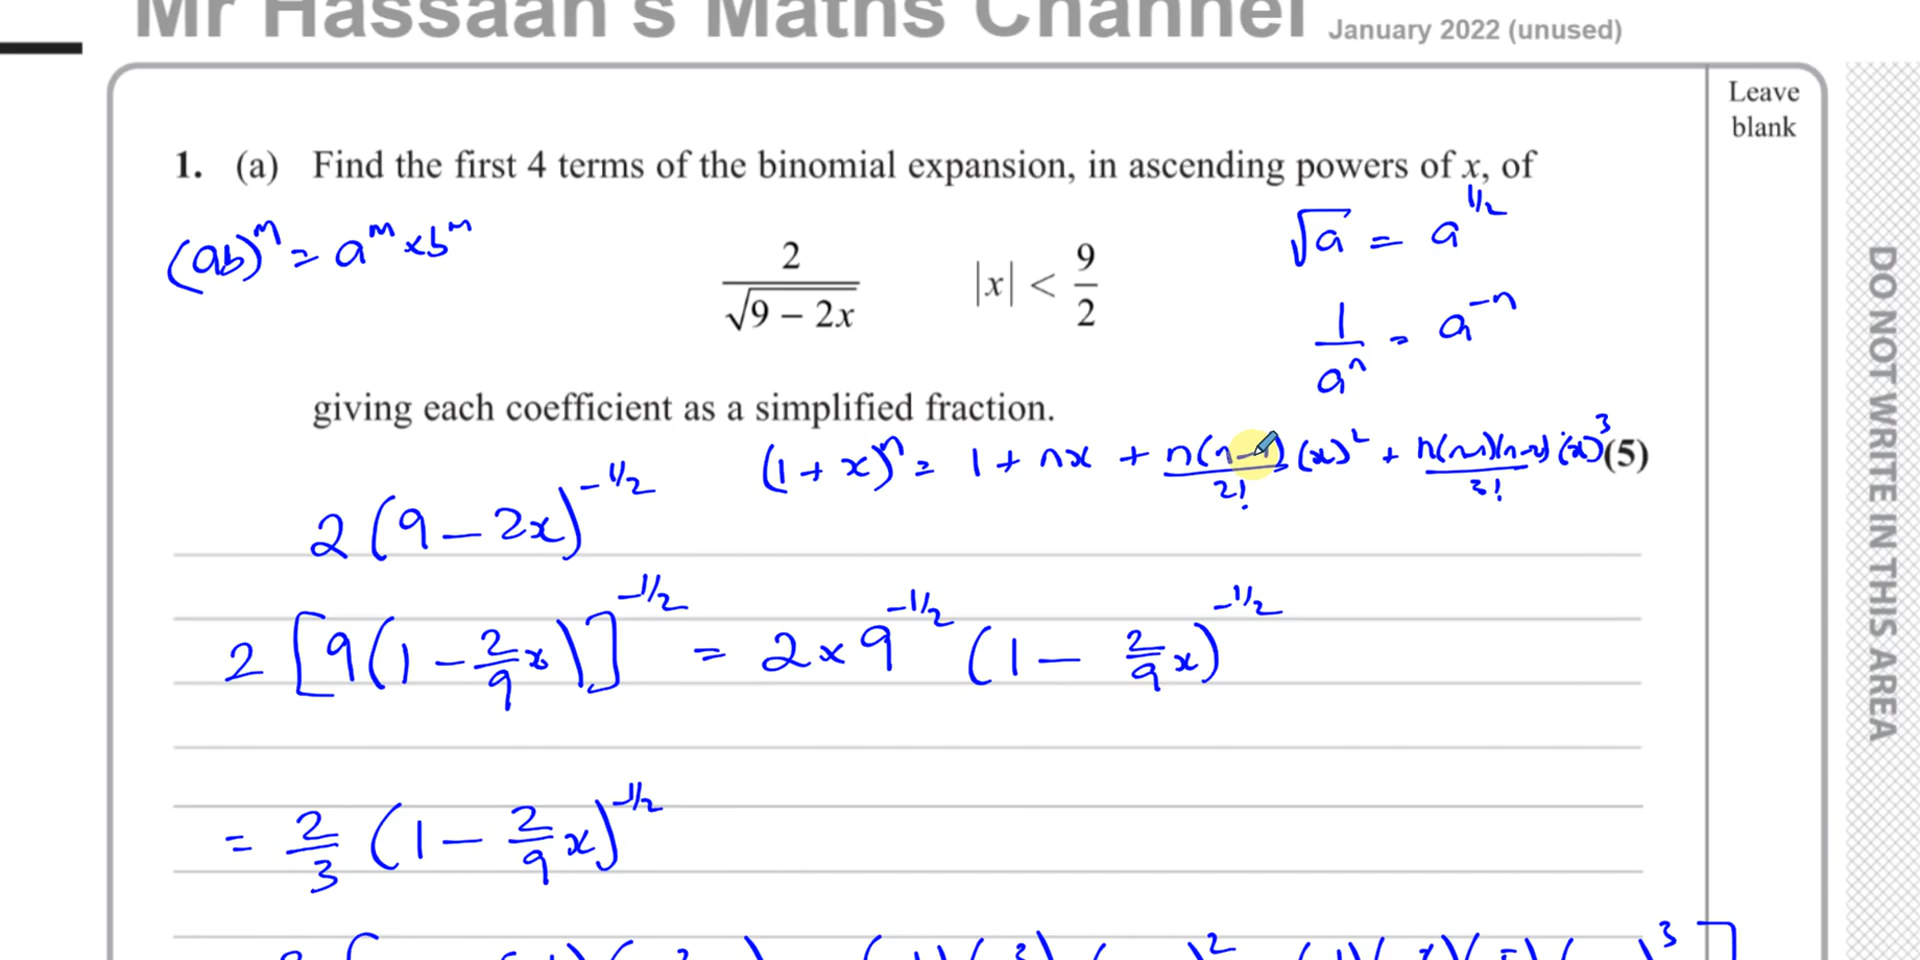 Mr Hassaan's Maths Channel January 2022 (unused)
Leave
blank
1. (a) Find the first 4 terms of the binomial expansion, in ascending powers of x, of
(ab)^m = a^m × b^m
2/√(9 – 2x) |x| < 9/2
√a = a^1/2
1/a^n = a^-n
giving each coefficient as a simplified fraction.
(1 + x)^n = 1 + nx + n(n-1)/2! (x)^2 + n(n-1)(n-2)/3! (x)^3 (5)
2(9 – 2x)^-1/2
2[9(1 – 2/9 x)]^-1/2 = 2 × 9^-1/2 (1 – 2/9 x)^-1/2
= 2/3 (1 – 2/9 x)^-1/2
DO NOT WRITE IN THIS AREA